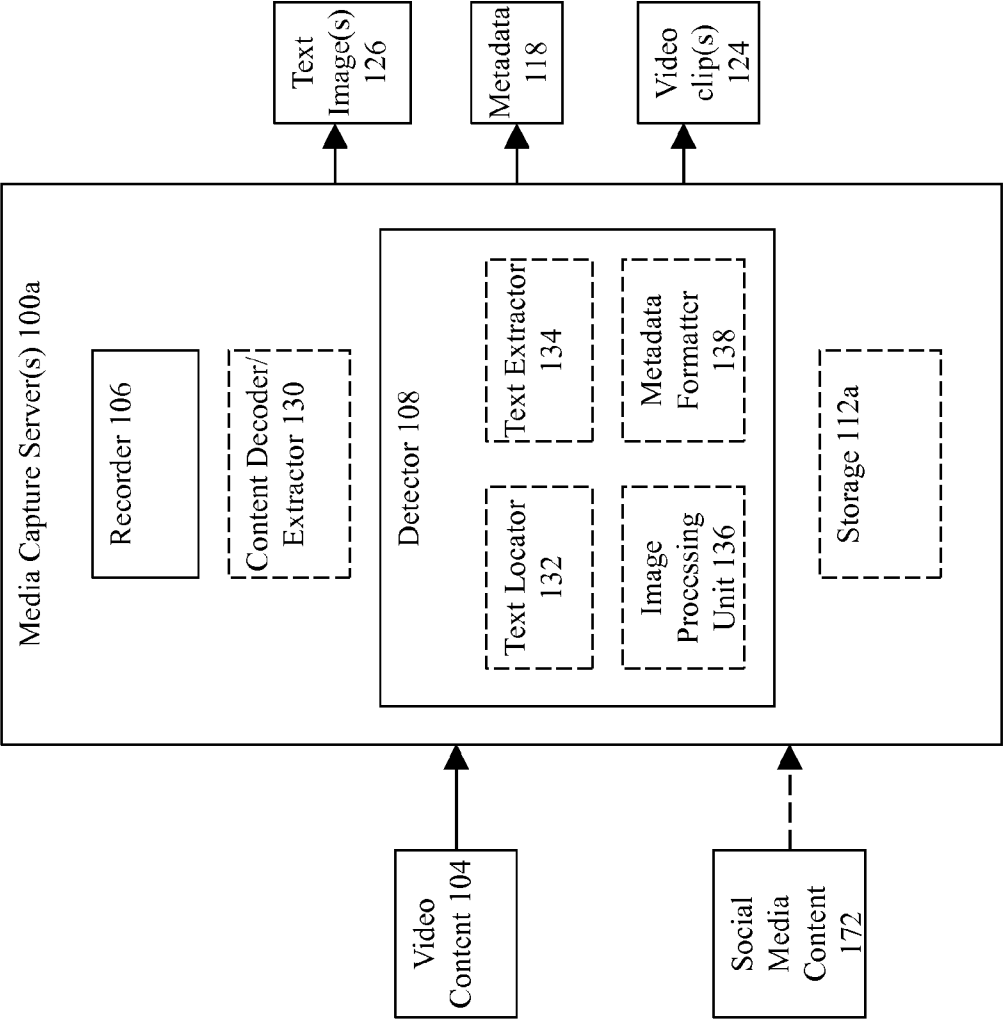 Media Capture Server(s) 100a
Recorder 106
Content Decoder/
Extractor 130
Detector 108
Text Locator
132
Text Extractor
134
Image
Processing
Unit 136
Metadata
Formatter
138
Storage 112a
Video
Content 104
Social
Media
Content
172
Text
Image(s)
126
Metadata
118
Video
clip(s)
124